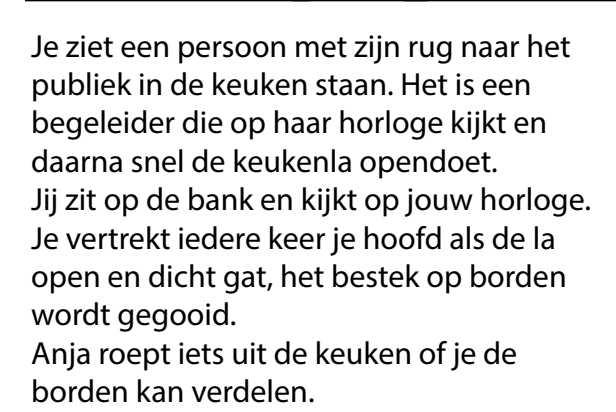 Je ziet een persoon met zijn rug naar het
publiek in de keuken staan. Het is een
begeleider die op haar horloge kijkt en
daarna snel de keukenla opendoet.
Jij zit op de bank en kijkt op jouw horloge.
Je vertrekt iedere keer je hoofd als de la
open en dicht gat, het bestek op borden
wordt gegooid.
Anja roept iets uit de keuken of je de
borden kan verdelen.